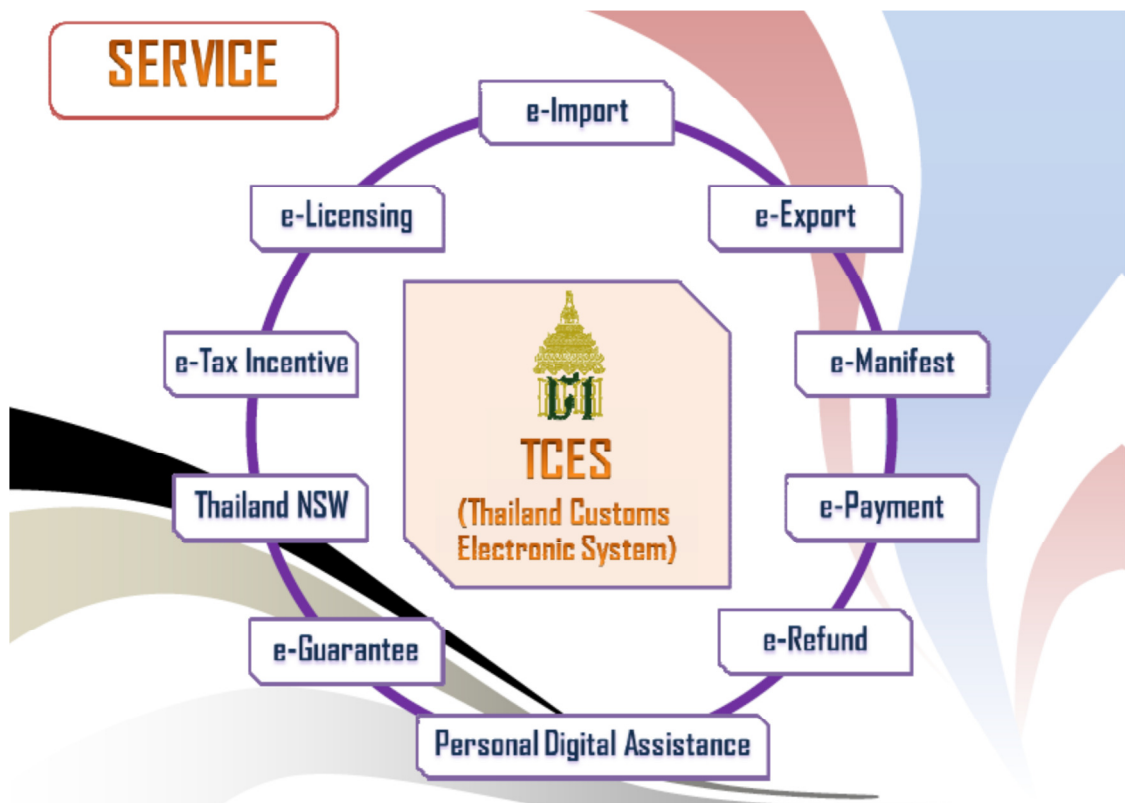 SERVICE
e-Import
e-Licensing
e-Export
e-Tax Incentive
e-Manifest
TCES
(Thailand Customs
Electronic System)
Thailand NSW
e-Payment
e-Guarantee
e-Refund
Personal Digital Assistance